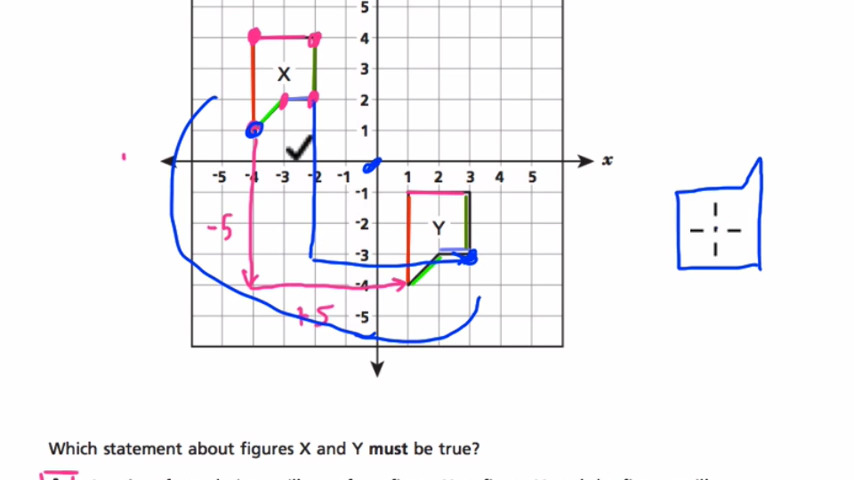 5
4
X
3
2
1
x
-5 -4 -3 -2 -1 1 2 3 4 5
-1
-5
-2
Y
-3
-4
+5
-5
Which statement about figures X and Y must be true?